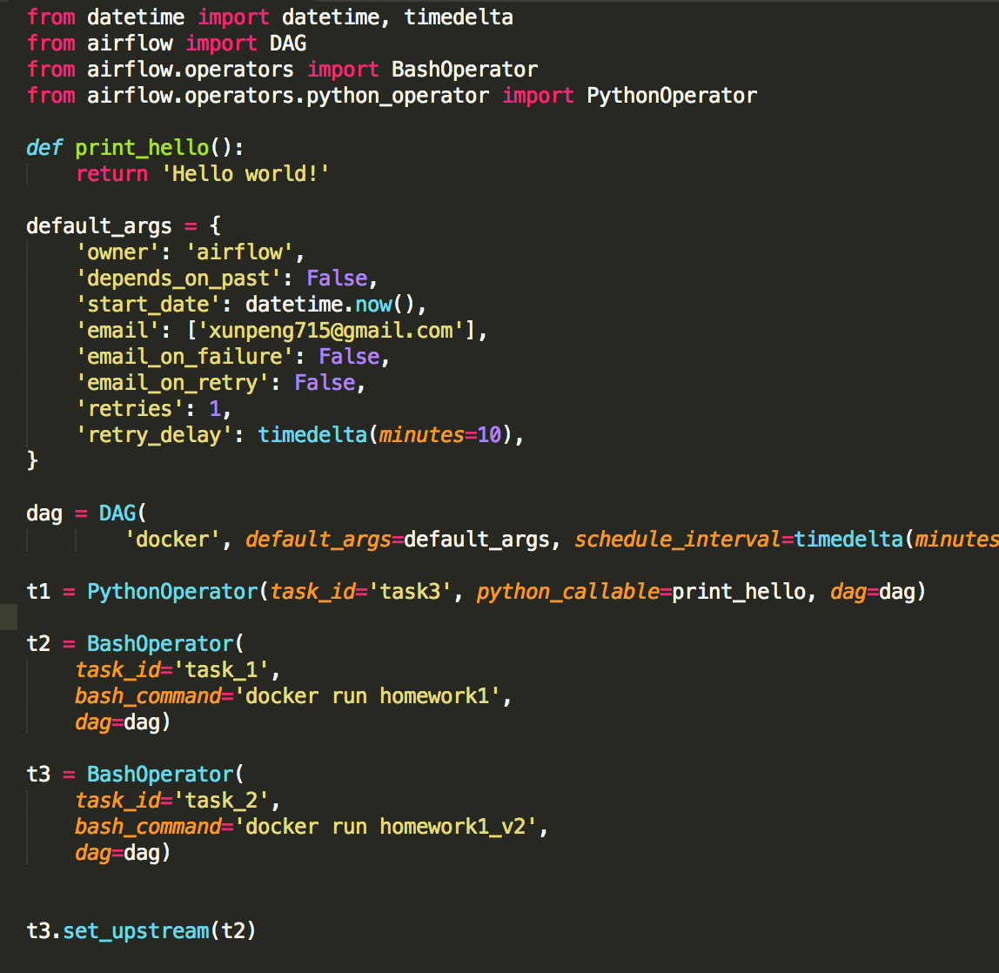 from datetime import datetime, timedelta
from airflow import DAG
from airflow.operators import BashOperator
from airflow.operators.python_operator import PythonOperator

def print_hello():
    return 'Hello world!'

default_args = {
    'owner': 'airflow',
    'depends_on_past': False,
    'start_date': datetime.now(),
    'email': ['xunpeng715@gmail.com'],
    'email_on_failure': False,
    'email_on_retry': False,
    'retries': 1,
    'retry_delay': timedelta(minutes=10),
}

dag = DAG(
        'docker', default_args=default_args, schedule_interval=timedelta(minutes

t1 = PythonOperator(task_id='task3', python_callable=print_hello, dag=dag)

t2 = BashOperator(
    task_id='task_1',
    bash_command='docker run homework1',
    dag=dag)

t3 = BashOperator(
    task_id='task_2',
    bash_command='docker run homework1_v2',
    dag=dag)


t3.set_upstream(t2)